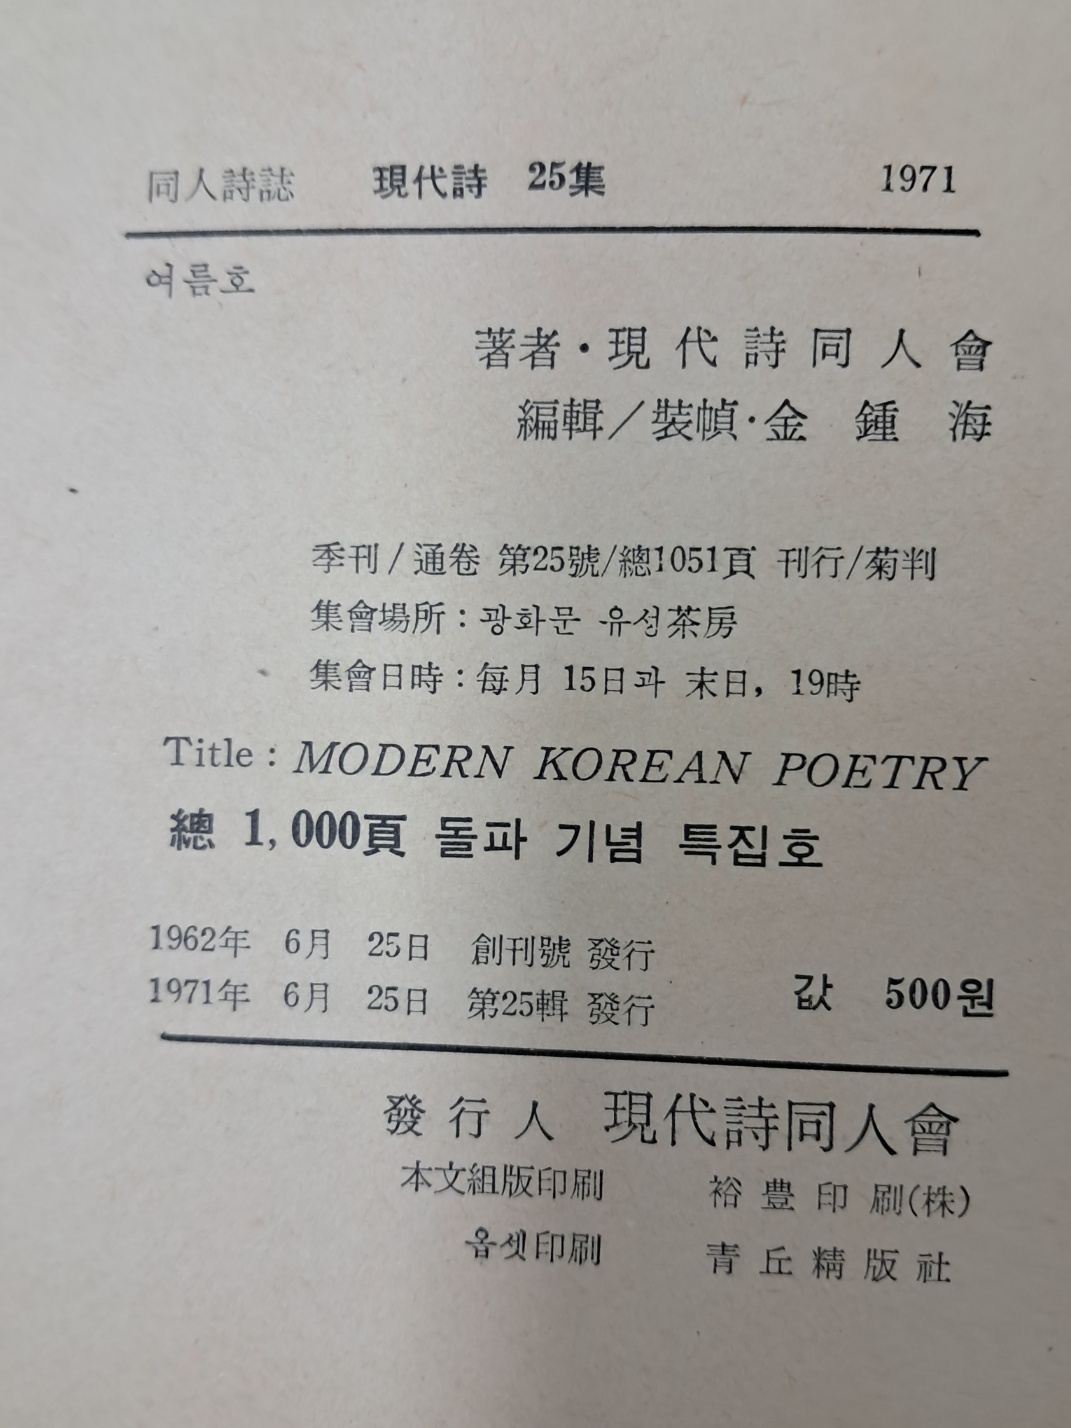 同人詩誌 現代詩 25集 1971
여름호
著者·現代詩同人會
編輯/裝幀·金鍾海
季刊/通卷 第25號/總1051頁 刊行/菊判
集會場所:광화문 유성茶房
集會日時:每月 15日과 末日, 19時
Title: MODERN KOREAN POETRY
總 1,000頁 돌파 기념 특집호
1962年 6月 25日 創刊號 發行
1971年 6月 25日 第25輯 發行 값 500원
發行人 現代詩同人會
本文組版印刷 裕豊印刷(株)
옵셋印刷 靑丘精版社